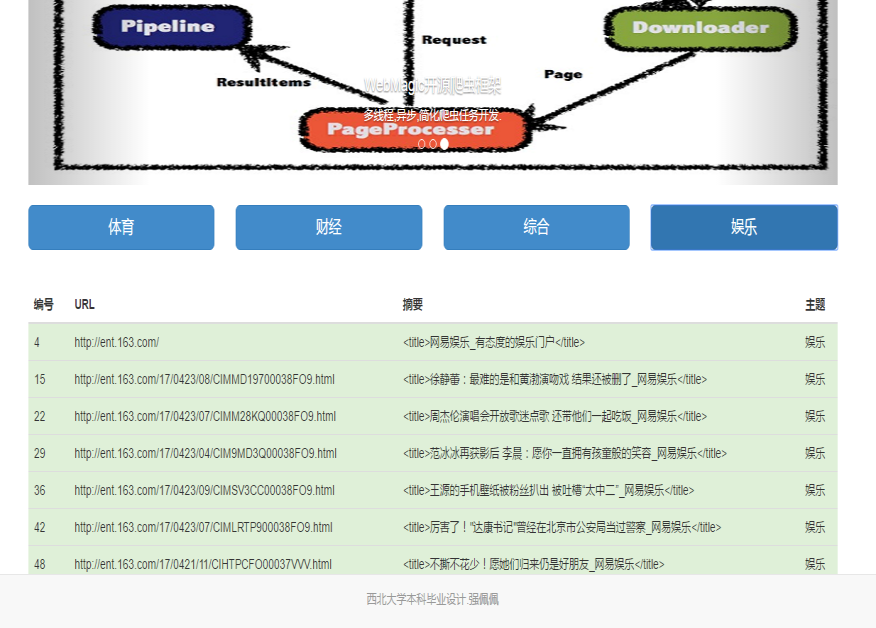 Pipeline
Downloader
Request
ResultItems
Page
WebMagic开源爬虫框架
多线程,异步,简化爬虫任务开发.
PageProcesser
体育 财经 综合 娱乐
编号 URL 摘要 主题
4 http://ent.163.com/ <title>网易娱乐_有态度的娱乐门户</title> 娱乐
15 http://ent.163.com/17/0423/08/CIMMD19700038FO9.html <title>徐静蕾：最难的是和黄渤演吻戏 结果还被删了_网易娱乐</title> 娱乐
22 http://ent.163.com/17/0423/07/CIMM28KQ00038FO9.html <title>周杰伦演唱会开放歌迷点歌 还带他们一起吃饭_网易娱乐</title> 娱乐
29 http://ent.163.com/17/0423/04/CIM9MD3Q00038FO9.html <title>范冰冰再获影后 李晨：愿你一直拥有孩童般的笑容_网易娱乐</title> 娱乐
36 http://ent.163.com/17/0423/09/CIMSV3CC00038FO9.html <title>王源的手机壁纸被粉丝扒出 被吐槽"太中二"_网易娱乐</title> 娱乐
42 http://ent.163.com/17/0423/07/CIMLRTP900038FO9.html <title>厉害了！"达康书记"曾经在北京市公安局当过警察_网易娱乐</title> 娱乐
48 http://ent.163.com/17/0421/11/CIHTPCFO00037VVV.html <title>不撕不花少！愿她们归来仍是好朋友_网易娱乐</title> 娱乐
西北大学本科毕业设计.强佩佩